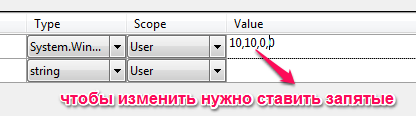 Type Scope Value
System.Win... User 10,10,0,0
string User
чтобы изменить нужно ставить запятые